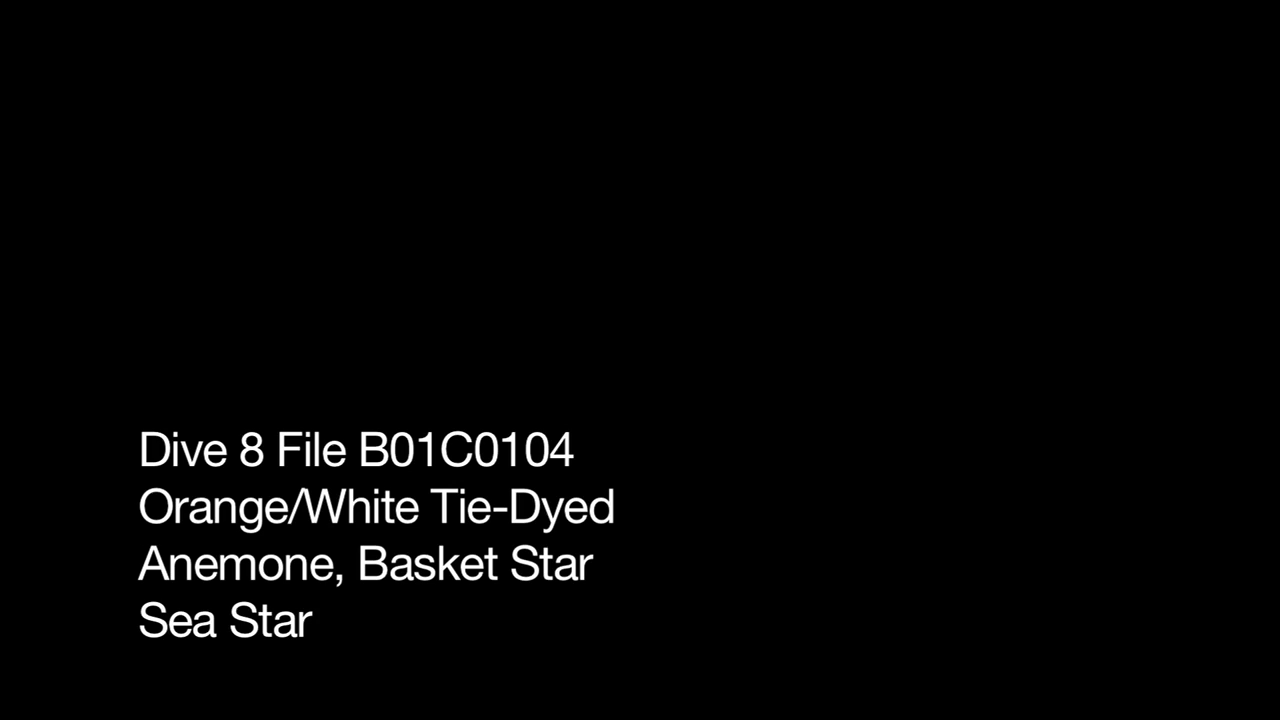 Dive 8 File B01C0104
Orange/White Tie-Dyed
Anemone, Basket Star
Sea Star